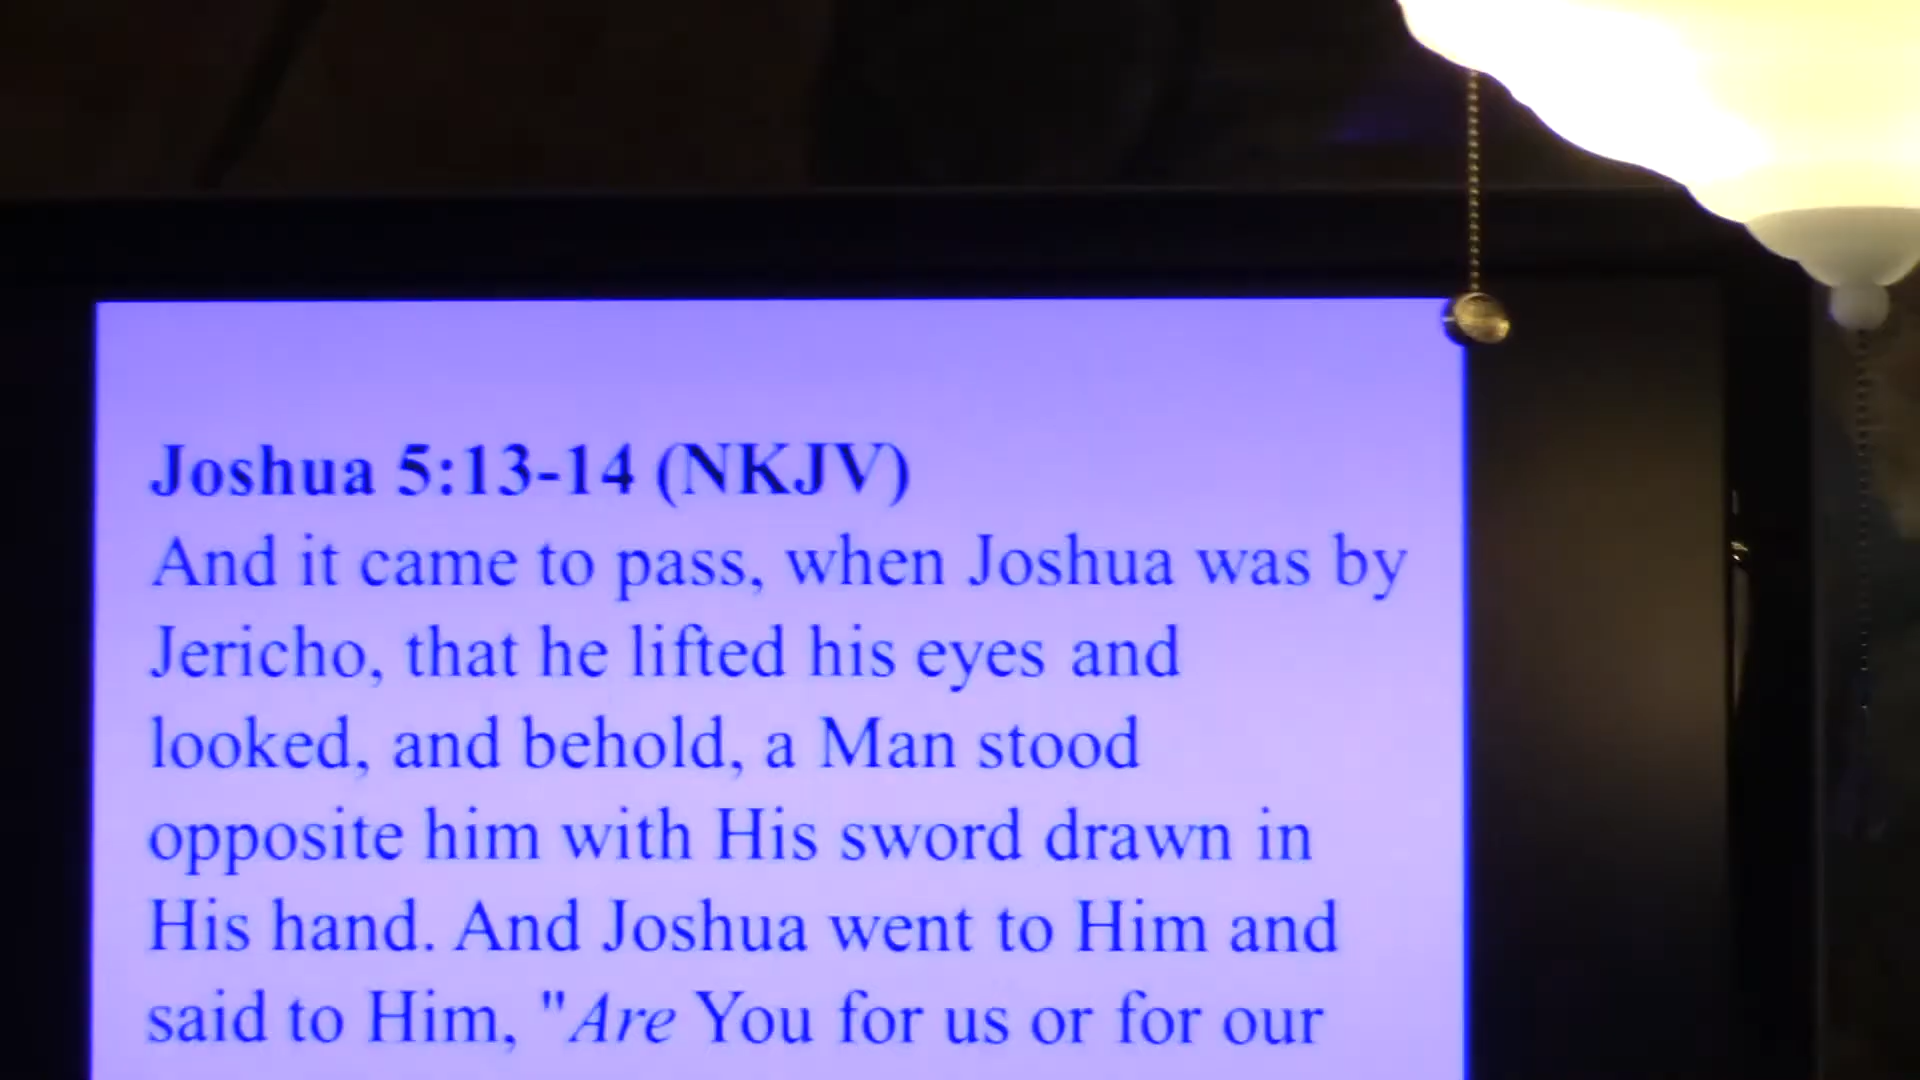 Joshua 5:13-14 (NKJV)
And it came to pass, when Joshua was by
Jericho, that he lifted his eyes and
looked, and behold, a Man stood
opposite him with His sword drawn in
His hand. And Joshua went to Him and
said to Him, "Are You for us or for our